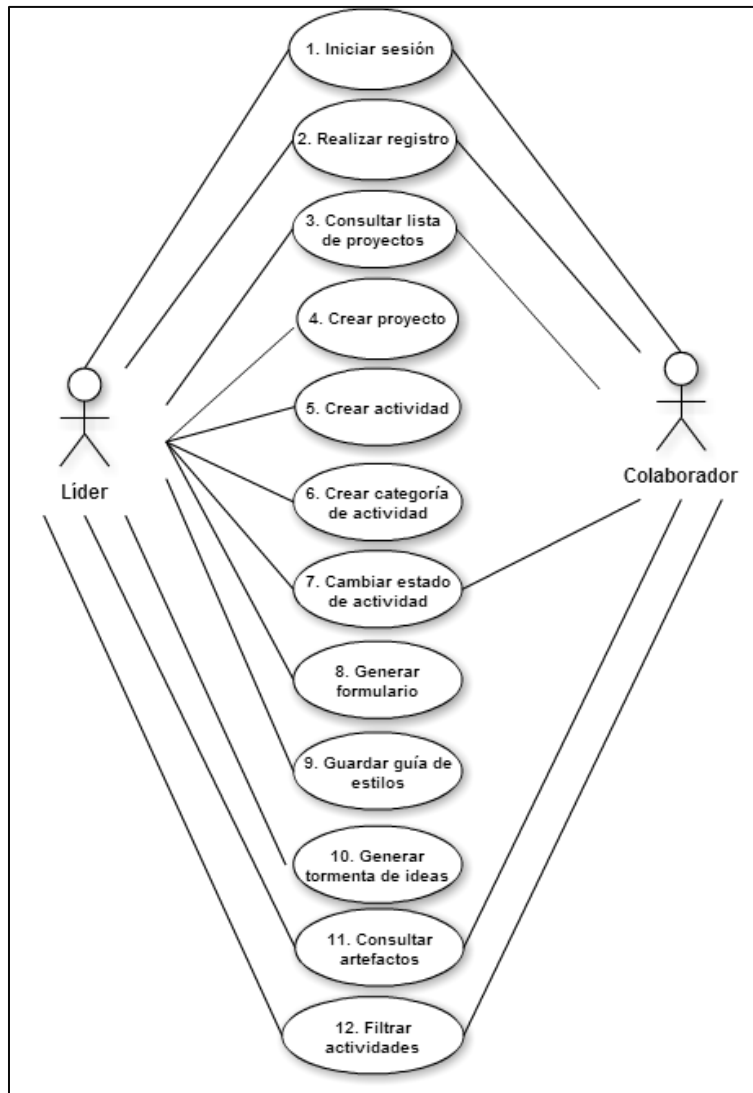 1. Iniciar sesión
2. Realizar registro
3. Consultar lista
de proyectos
4. Crear proyecto
5. Crear actividad
Líder
Colaborador
6. Crear categoría
de actividad
7. Cambiar estado
de actividad
8. Generar
formulario
9. Guardar guía de
estilos
10. Generar
tormenta de ideas
11. Consultar
artefactos
12. Filtrar
actividades